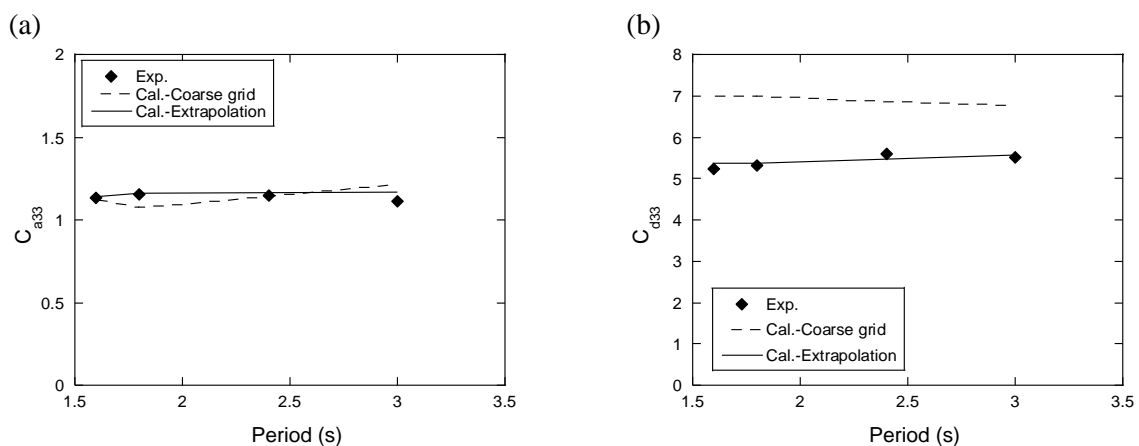 (a)
2
1.5
1
0.5
0
C_a33
Exp.
Cal.-Coarse grid
Cal.-Extrapolation
1.5 2 2.5 3 3.5
Period (s)
(b)
8
7
6
5
4
3
2
1
0
C_d33
Exp.
Cal.-Coarse grid
Cal.-Extrapolation
1.5 2 2.5 3 3.5
Period (s)